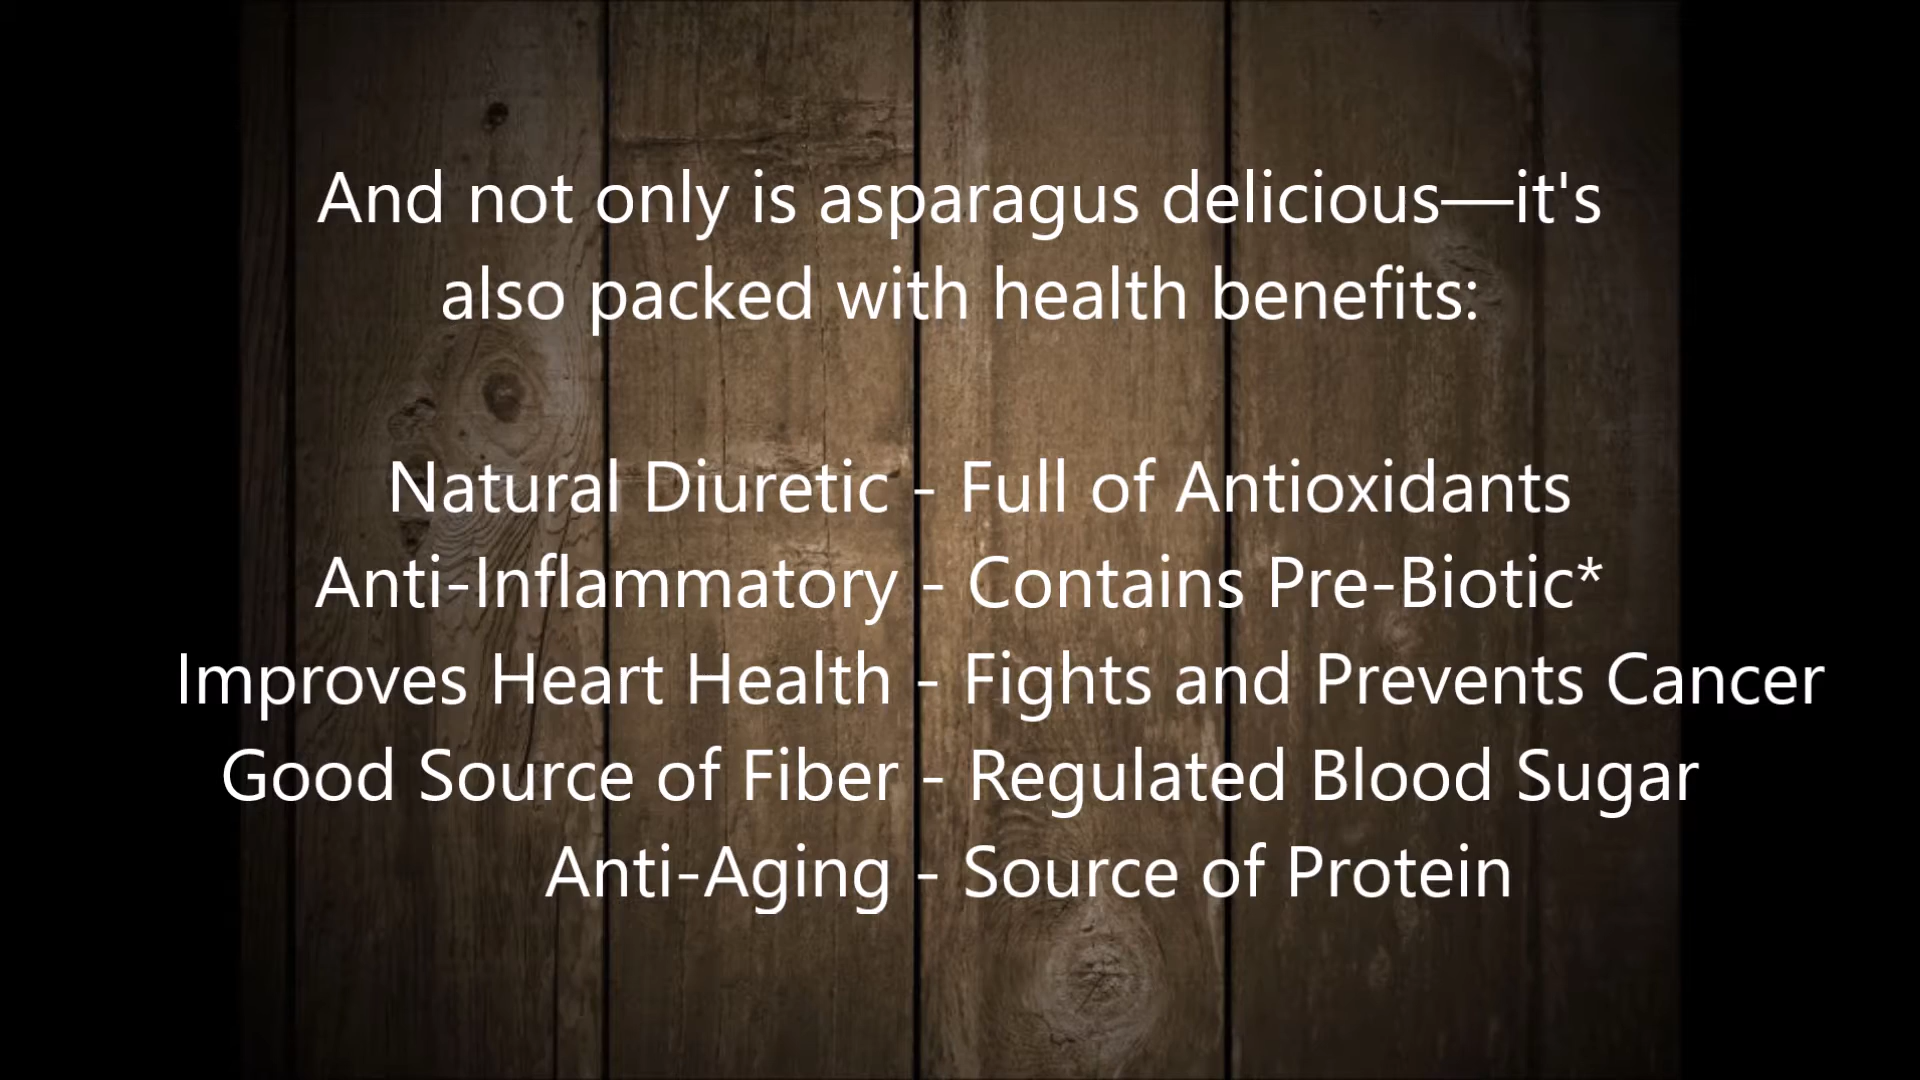 And not only is asparagus delicious—it's
also packed with health benefits:
Natural Diuretic - Full of Antioxidants
Anti-Inflammatory - Contains Pre-Biotic*
Improves Heart Health - Fights and Prevents Cancer
Good Source of Fiber - Regulated Blood Sugar
Anti-Aging - Source of Protein